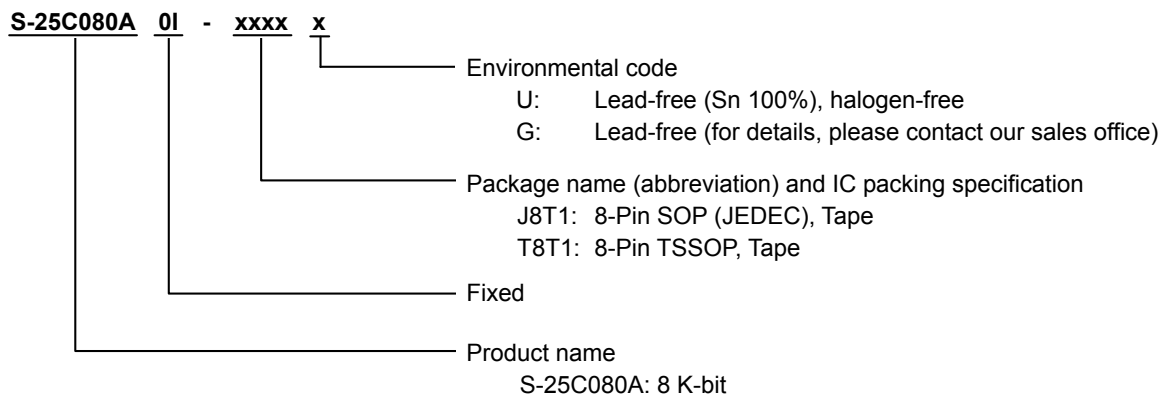 S-25C080A 0I - xxxx x
Environmental code
U: Lead-free (Sn 100%), halogen-free
G: Lead-free (for details, please contact our sales office)
Package name (abbreviation) and IC packing specification
J8T1: 8-Pin SOP (JEDEC), Tape
T8T1: 8-Pin TSSOP, Tape
Fixed
Product name
S-25C080A: 8 K-bit